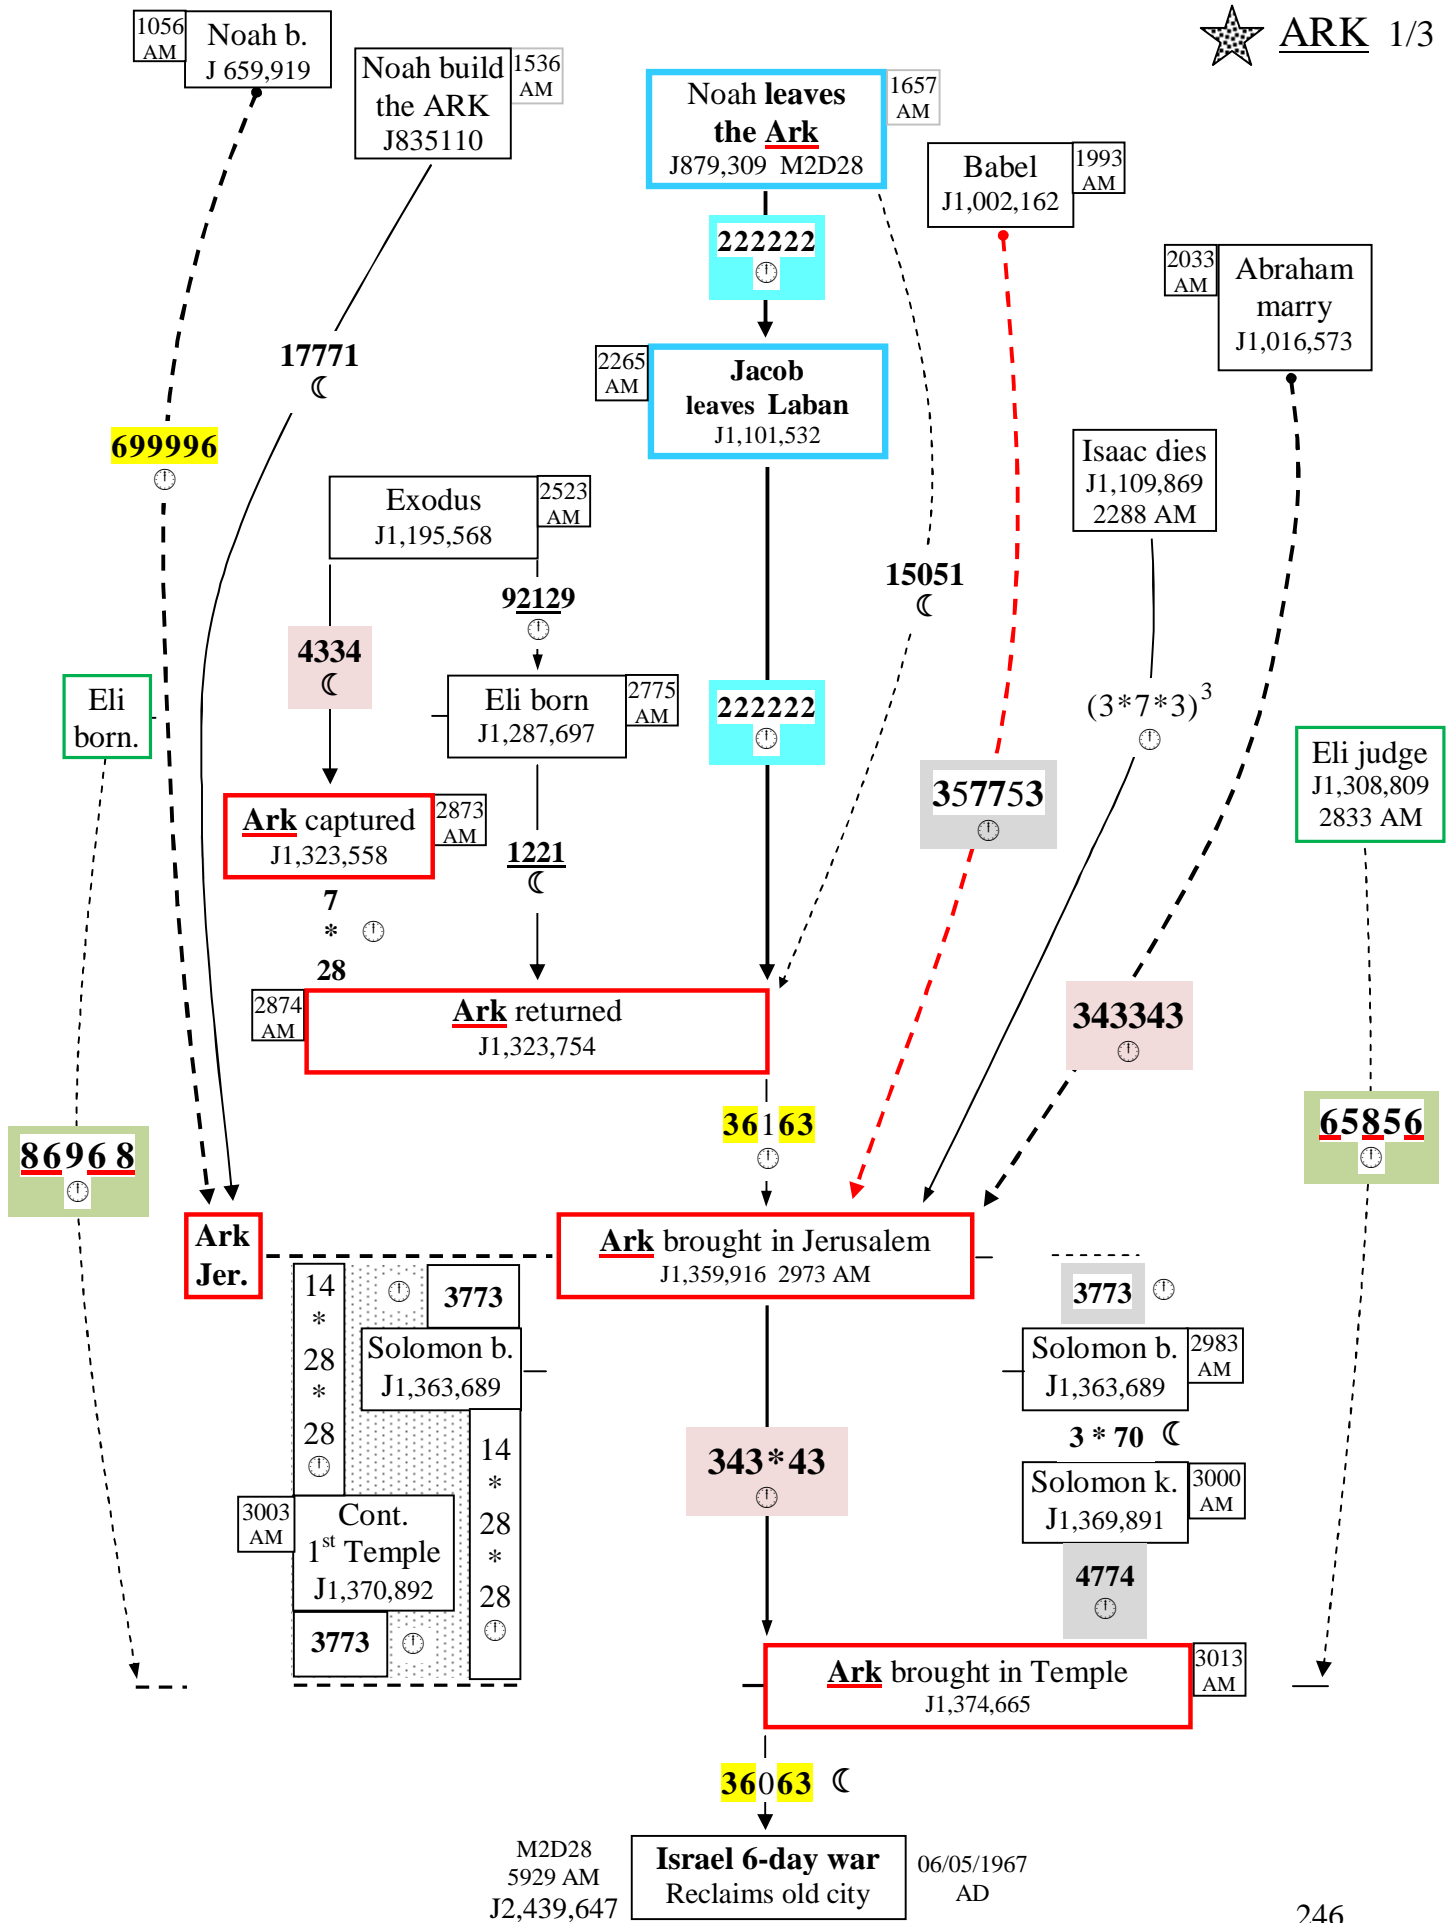 ARK 1/3
1056
AM
Noah b.
J 659,919
Noah build
the ARK
J835110
1536
AM
Noah leaves
the Ark
J879,309 M2D28
1657
AM
Babel
J1,002,162
1993
AM
2033
AM
Abraham
marry
J1,016,573
222222
17771
☾
2265
AM
Jacob
leaves Laban
J1,101,532
699996
Isaac dies
J1,109,869
2288 AM
Exodus
J1,195,568
2523
AM
15051
☾
92129
4334
☾
Eli
born.
Eli born
J1,287,697
2775
AM
222222
(3*7*3)³
Eli judge
J1,308,809
2833 AM
357753
Ark captured
J1,323,558
2873
AM
1221
☾
7
*
28
2874
AM
Ark returned
J1,323,754
343343
36163
86968
65856
Ark
Jer.
Ark brought in Jerusalem
J1,359,916 2973 AM
14
*
28
*
28
3773
Solomon b.
J1,363,689
14
*
28
*
28
3773
Solomon b.
J1,363,689
2983
AM
3 * 70 ☾
343*43
Solomon k.
J1,369,891
3000
AM
3003
AM
Cont.
1st Temple
J1,370,892
3773
4774
Ark brought in Temple
J1,374,665
3013
AM
36063 ☾
M2D28
5929 AM
J2,439,647
Israel 6-day war
Reclaims old city
06/05/1967
AD
246